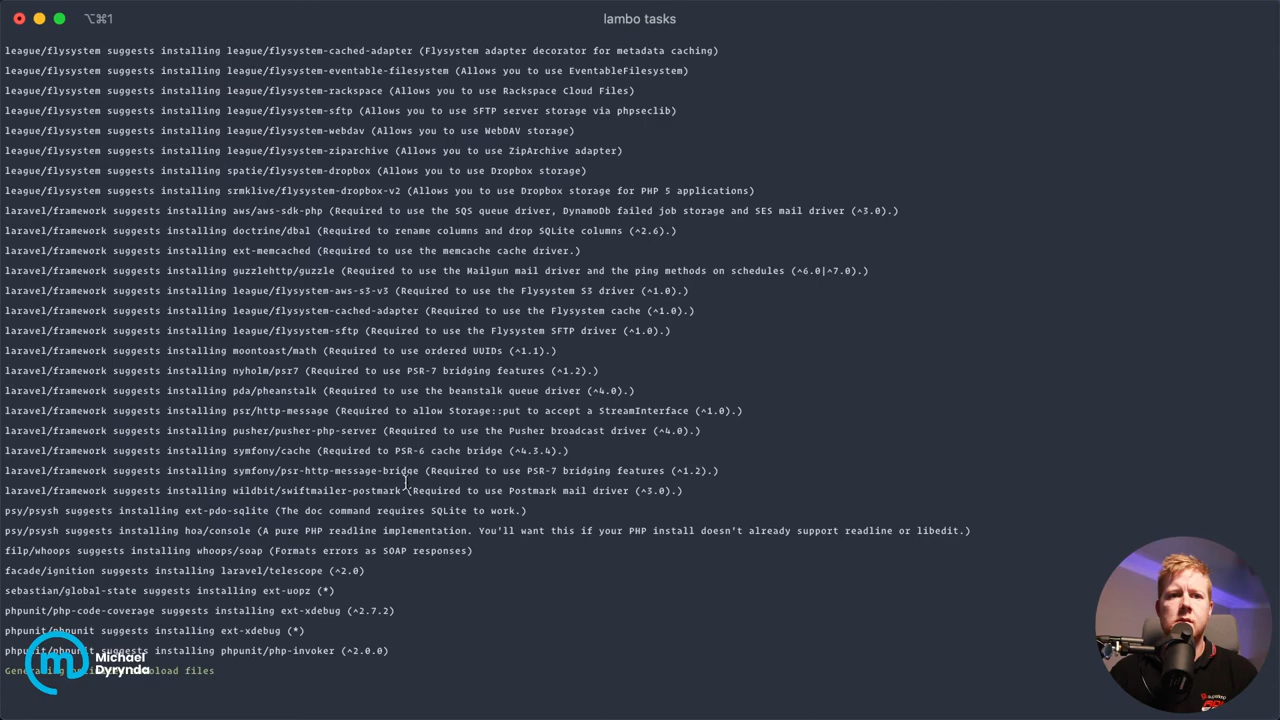 ⌥⌘1
lambo tasks
league/flysystem suggests installing league/flysystem-cached-adapter (Flysystem adapter decorator for metadata caching)
league/flysystem suggests installing league/flysystem-eventable-filesystem (Allows you to use EventableFilesystem)
league/flysystem suggests installing league/flysystem-rackspace (Allows you to use Rackspace Cloud Files)
league/flysystem suggests installing league/flysystem-sftp (Allows you to use SFTP server storage via phpseclib)
league/flysystem suggests installing league/flysystem-webdav (Allows you to use WebDAV storage)
league/flysystem suggests installing league/flysystem-ziparchive (Allows you to use ZipArchive adapter)
league/flysystem suggests installing spatie/flysystem-dropbox (Allows you to use Dropbox storage)
league/flysystem suggests installing srmklive/flysystem-dropbox-v2 (Allows you to use Dropbox storage for PHP 5 applications)
laravel/framework suggests installing aws/aws-sdk-php (Required to use the SQS queue driver, DynamoDb failed job storage and SES mail driver (^3.0).)
laravel/framework suggests installing doctrine/dbal (Required to rename columns and drop SQLite columns (^2.6).)
laravel/framework suggests installing ext-memcached (Required to use the memcache cache driver.)
laravel/framework suggests installing guzzlehttp/guzzle (Required to use the Mailgun mail driver and the ping methods on schedules (^6.0|^7.0).)
laravel/framework suggests installing league/flysystem-aws-s3-v3 (Required to use the Flysystem S3 driver (^1.0).)
laravel/framework suggests installing league/flysystem-cached-adapter (Required to use the Flysystem cache (^1.0).)
laravel/framework suggests installing league/flysystem-sftp (Required to use the Flysystem SFTP driver (^1.0).)
laravel/framework suggests installing moontoast/math (Required to use ordered UUIDs (^1.1).)
laravel/framework suggests installing nyholm/psr7 (Required to use PSR-7 bridging features (^1.2).)
laravel/framework suggests installing pda/pheanstalk (Required to use the beanstalk queue driver (^4.0).)
laravel/framework suggests installing psr/http-message (Required to allow Storage::put to accept a StreamInterface (^1.0).)
laravel/framework suggests installing pusher/pusher-php-server (Required to use the Pusher broadcast driver (^4.0).)
laravel/framework suggests installing symfony/cache (Required to PSR-6 cache bridge (^4.3.4).)
laravel/framework suggests installing symfony/psr-http-message-bridge (Required to use PSR-7 bridging features (^1.2).)
laravel/framework suggests installing wildbit/swiftmailer-postmark (Required to use Postmark mail driver (^3.0).)
psy/psysh suggests installing ext-pdo-sqlite (The doc command requires SQLite to work.)
psy/psysh suggests installing hoa/console (A pure PHP readline implementation. You'll want this if your PHP install doesn't already support readline or libedit.)
filp/whoops suggests installing whoops/soap (Formats errors as SOAP responses)
facade/ignition suggests installing laravel/telescope (^2.0)
sebastian/global-state suggests installing ext-uopz (*)
phpunit/php-code-coverage suggests installing ext-xdebug (^2.7.2)
phpunit/phpunit suggests installing ext-xdebug (*)
phpunit/phpunit suggests installing phpunit/php-invoker (^2.0.0)
files
Michael
Dyrynda